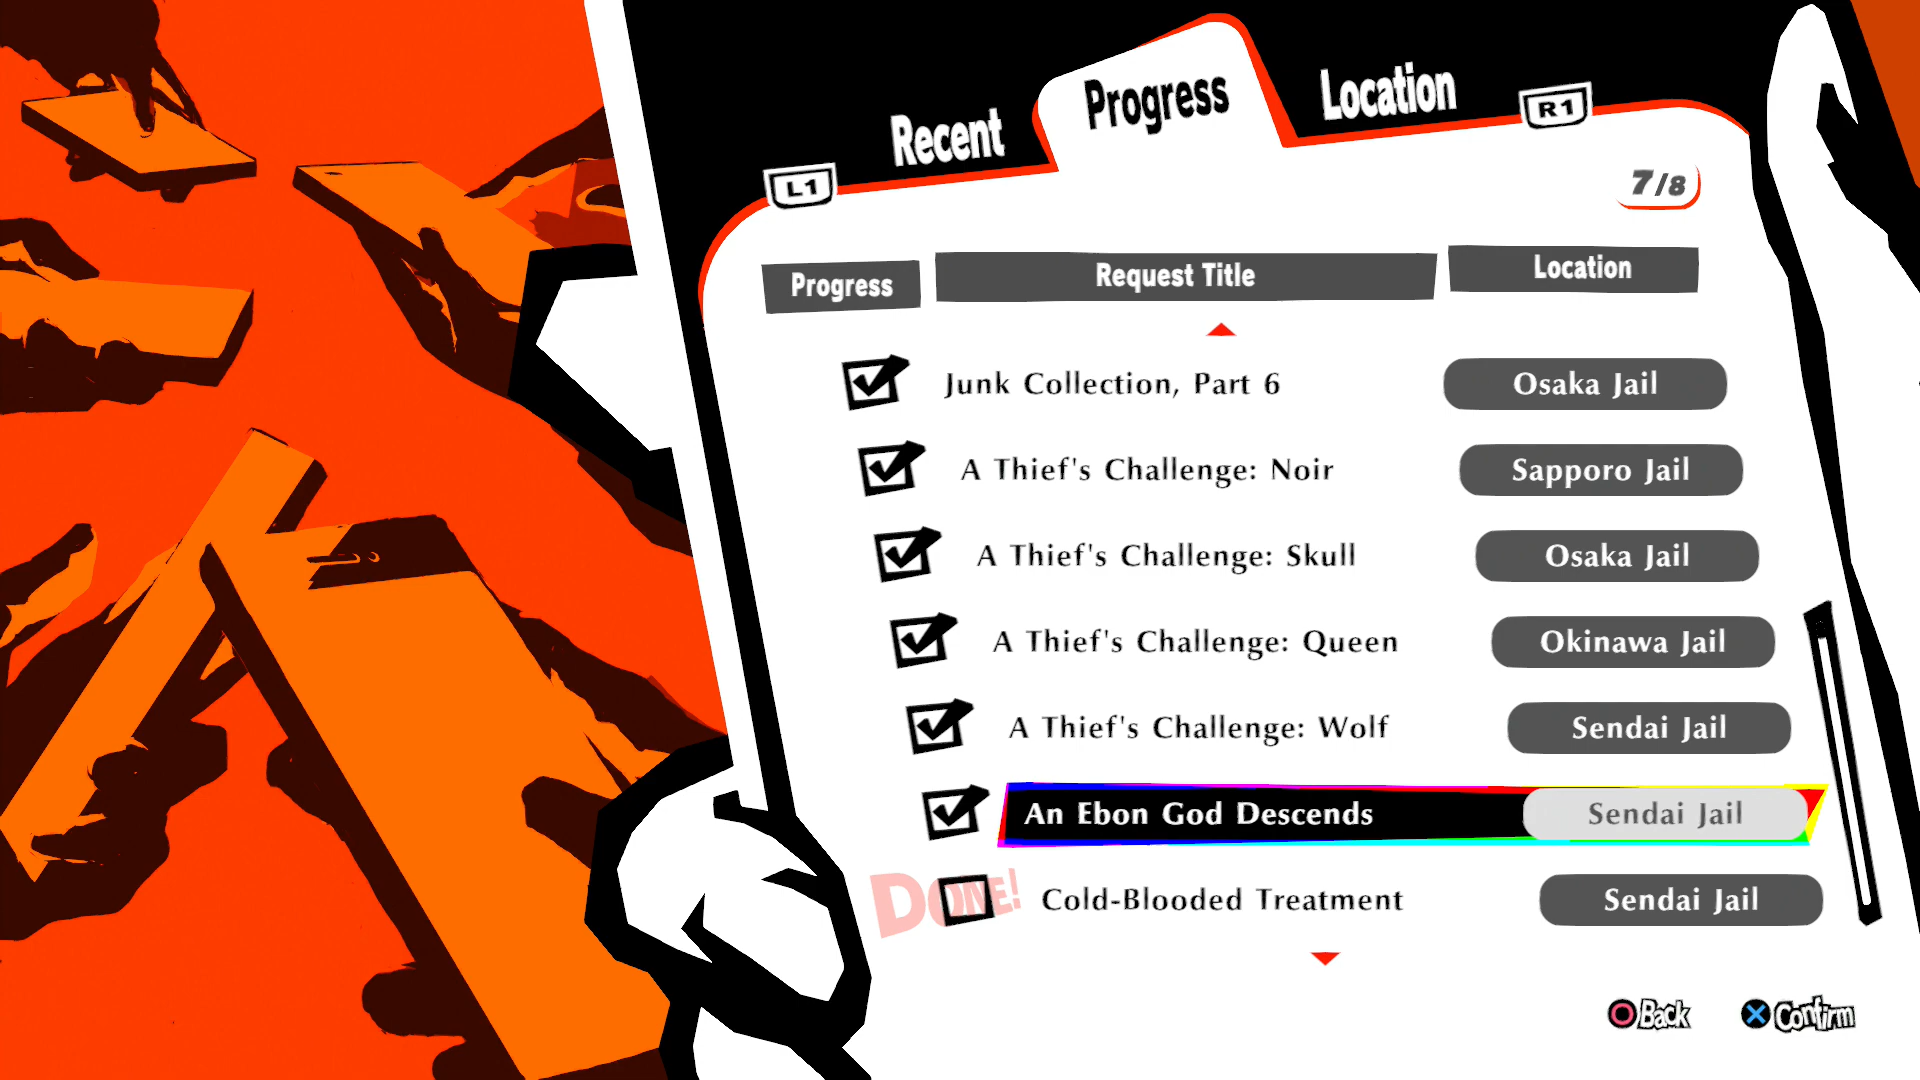 Recent
Progress
Location
L1
R1
7/8
Progress
Request Title
Location
Junk Collection, Part 6
Osaka Jail
A Thief's Challenge: Noir
Sapporo Jail
A Thief's Challenge: Skull
Osaka Jail
A Thief's Challenge: Queen
Okinawa Jail
A Thief's Challenge: Wolf
Sendai Jail
An Ebon God Descends
Sendai Jail
DONE!
Cold-Blooded Treatment
Sendai Jail
Back
Confirm